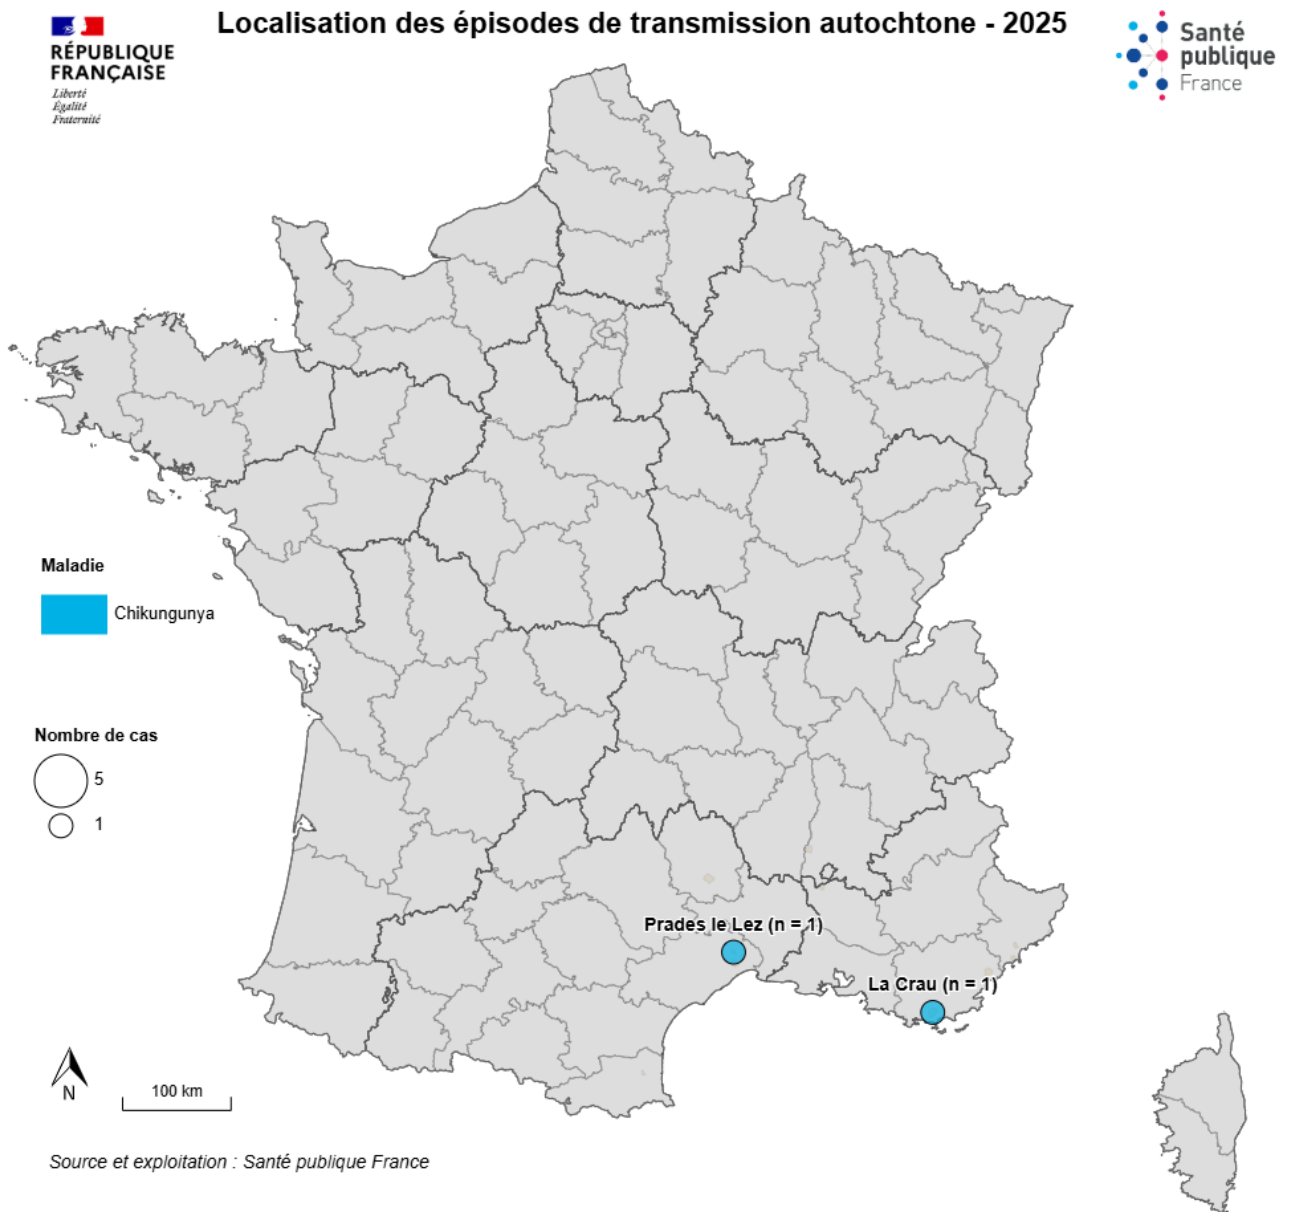 Localisation des épisodes de transmission autochtone - 2025
RÉPUBLIQUE
FRANÇAISE
Liberté
Égalité
Fraternité
Santé
publique
France
Maladie
Chikungunya
Nombre de cas
5
1
Prades le Lez (n = 1)
La Crau (n = 1)
N
100 km
Source et exploitation : Santé publique France